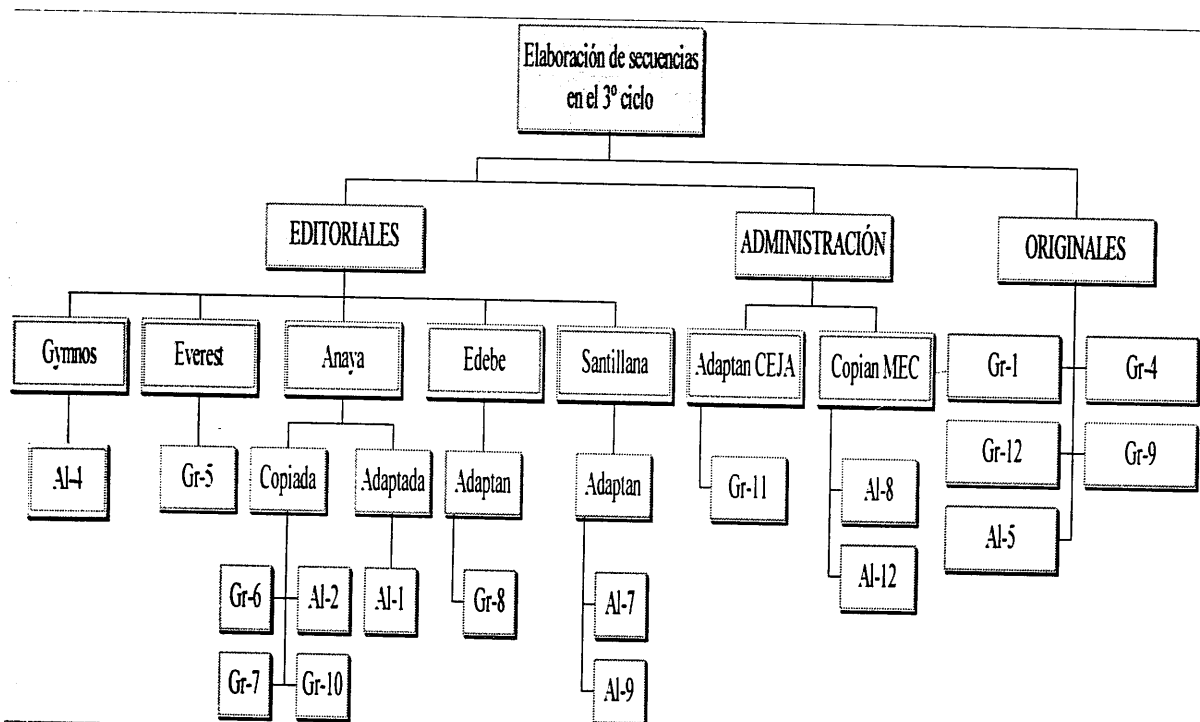 Elaboración de secuencias
en el 3º ciclo
EDITORIALES
ADMINISTRACIÓN
ORIGINALES
Gymnos
Everest
Anaya
Edebe
Santillana
Adaptan CEJA
Copian MEC
Gr-1
Gr-4
Al-4
Gr-5
Copiada
Adaptada
Adaptan
Adaptan
Gr-11
Al-8
Gr-12
Gr-9
Al-5
Al-12
Gr-6
Al-2
Al-1
Gr-8
Al-7
Gr-7
Gr-10
Al-9